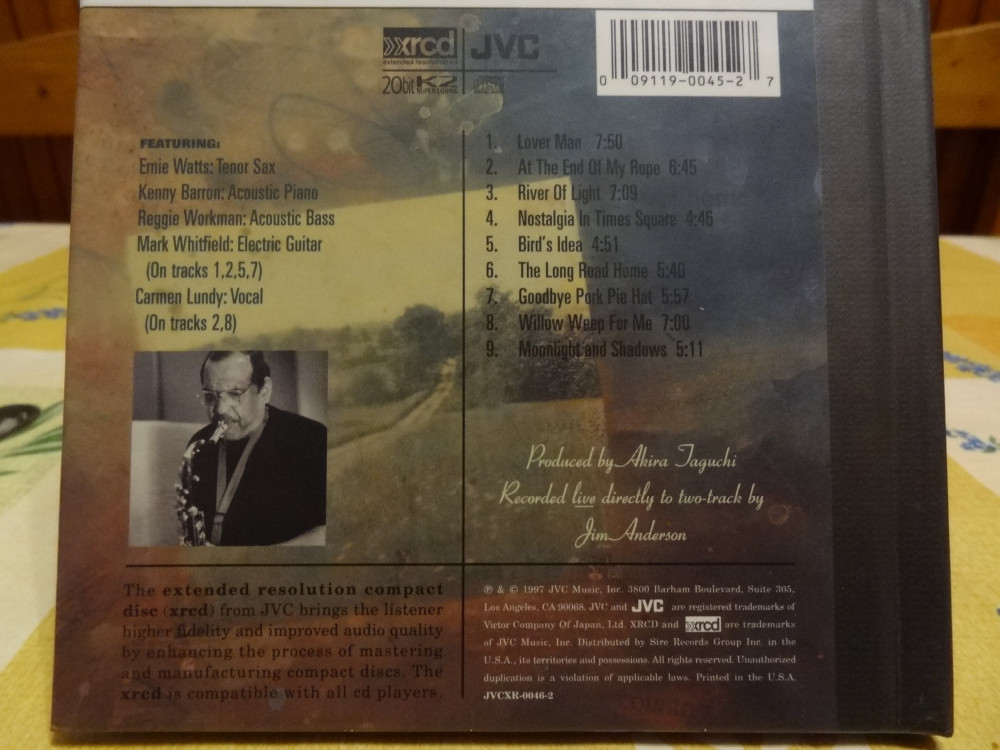 xrcd JVC
extended resolution cd
20bit K2
SUPER CODING
0 09119-0045-2 7
FEATURING:
Ernie Watts: Tenor Sax
Kenny Barron: Acoustic Piano
Reggie Workman: Acoustic Bass
Mark Whitfield: Electric Guitar
(On tracks 1,2,5,7)
Carmen Lundy: Vocal
(On tracks 2,8)
1. Lover Man 7:50
2. At The End Of My Rope 6:45
3. River Of Light 7:09
4. Nostalgia In Times Square 4:46
5. Bird's Idea 4:51
6. The Long Road Home 5:40
7. Goodbye Pork Pie Hat 5:57
8. Willow Weep For Me 7:00
9. Moonlight and Shadows 5:11
Produced by Akira Taguchi
Recorded live directly to two-track by
Jim Anderson
The extended resolution compact
disc (xrcd) from JVC brings the listener
higher fidelity and improved audio quality
by enhancing the process of mastering
and manufacturing compact discs. The
xrcd is compatible with all cd players.
℗ & © 1997 JVC Music, Inc. 3800 Barham Boulevard, Suite 305,
Los Angeles, CA 90068. JVC and JVC are registered trademarks of
Victor Company Of Japan, Ltd. XRCD and xrcd are trademarks
of JVC Music, Inc. Distributed by Sire Records Group Inc. in the
U.S.A., its territories and possessions. All rights reserved. Unauthorized
duplication is a violation of applicable laws. Printed in the U.S.A.
JVCXR-0046-2